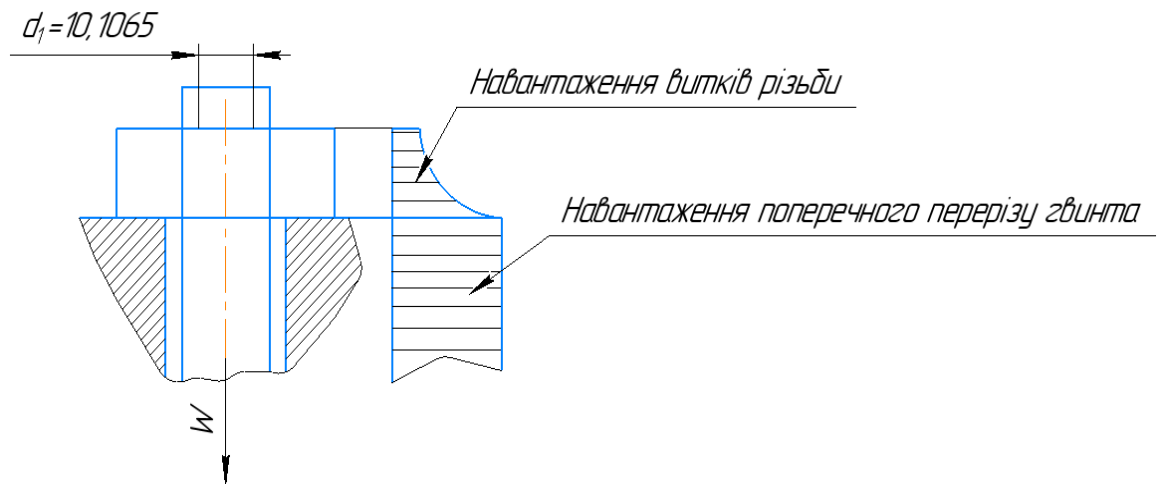 d₁=10,1065
Навантаження витків різьби
Навантаження поперечного перерізу гвинта
W